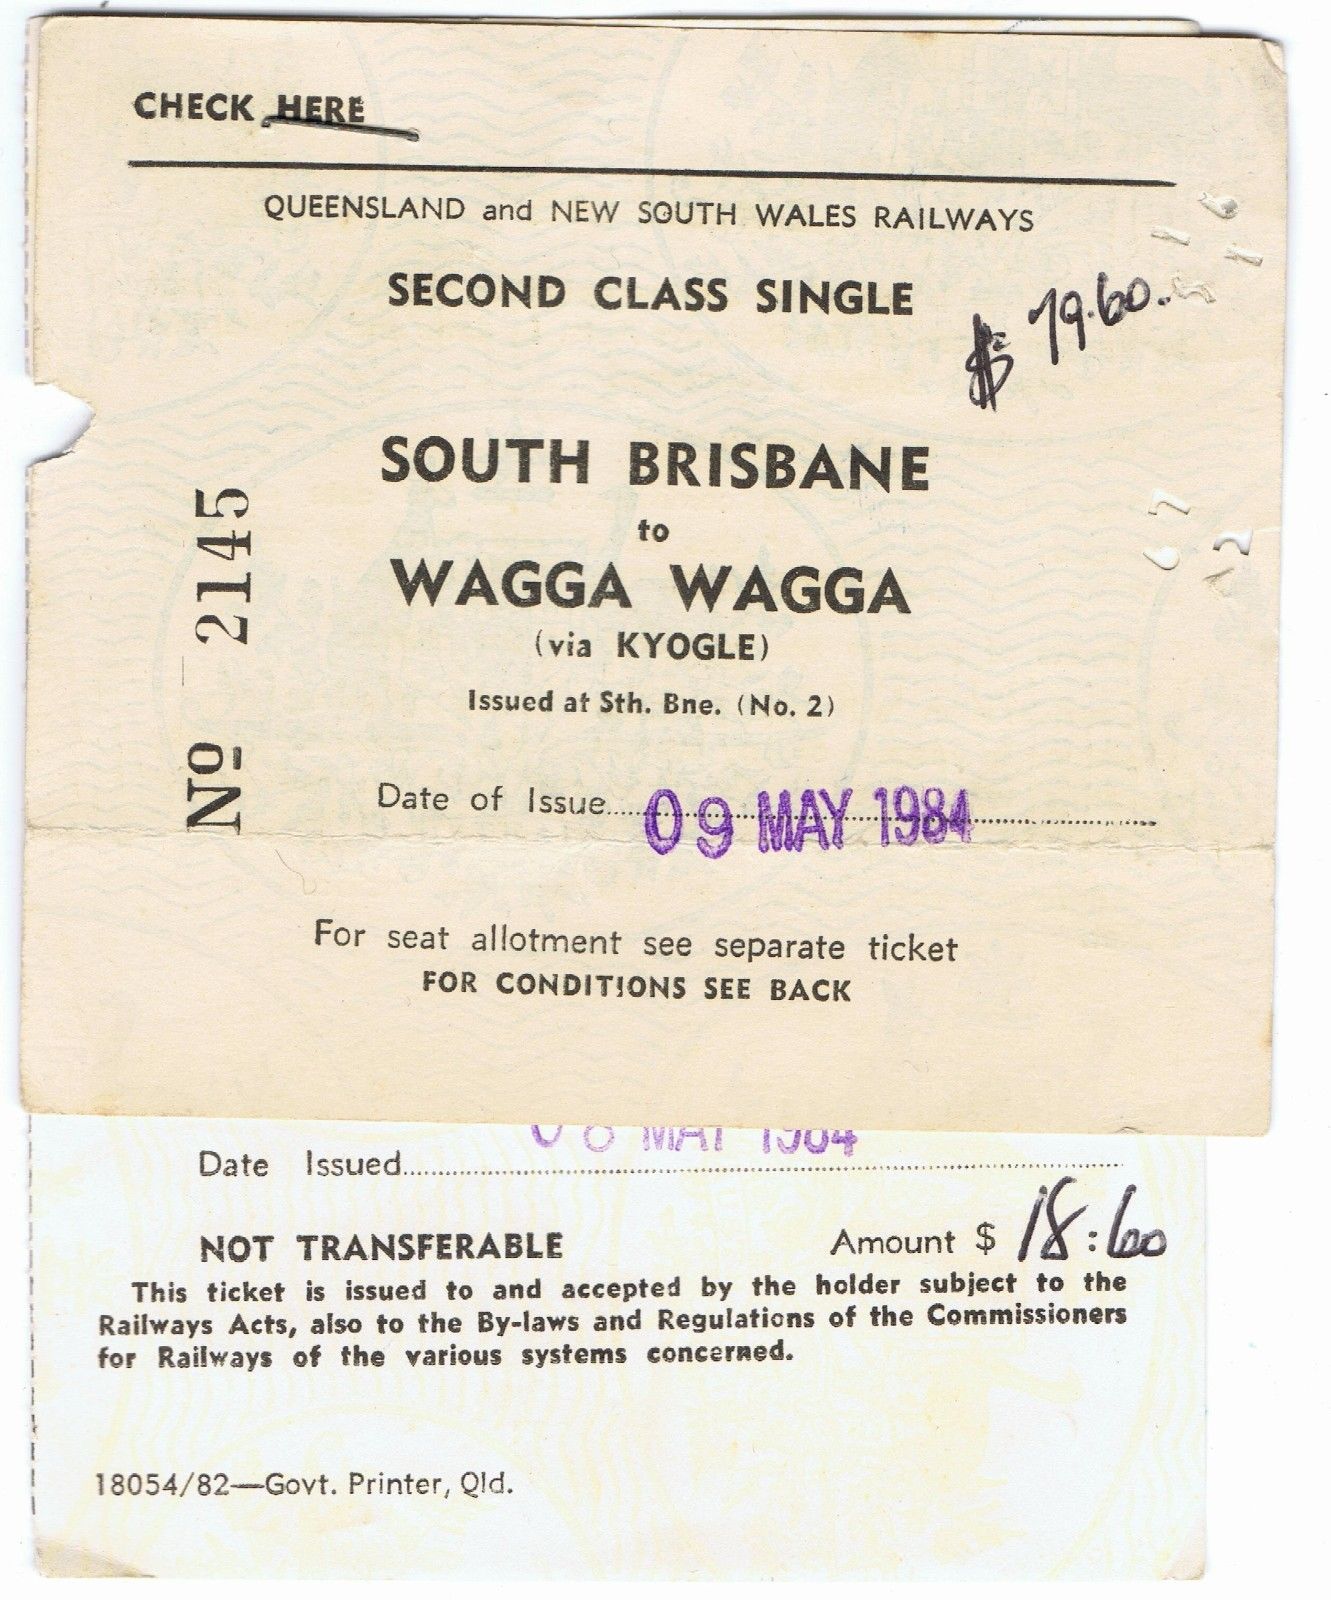 CHECK HERE
QUEENSLAND and NEW SOUTH WALES RAILWAYS
SECOND CLASS SINGLE
$ 79.60
SOUTH BRISBANE
to
WAGGA WAGGA
(via KYOGLE)
Issued at Sth. Bne. (No. 2)
Nº 2145
Date of Issue 09 MAY 1984
For seat allotment see separate ticket
FOR CONDITIONS SEE BACK
Date Issued MAY 1984
NOT TRANSFERABLE Amount $ 18:60
This ticket is issued to and accepted by the holder subject to the
Railways Acts, also to the By-laws and Regulations of the Commissioners
for Railways of the various systems concerned.
18054/82—Govt. Printer, Qld.